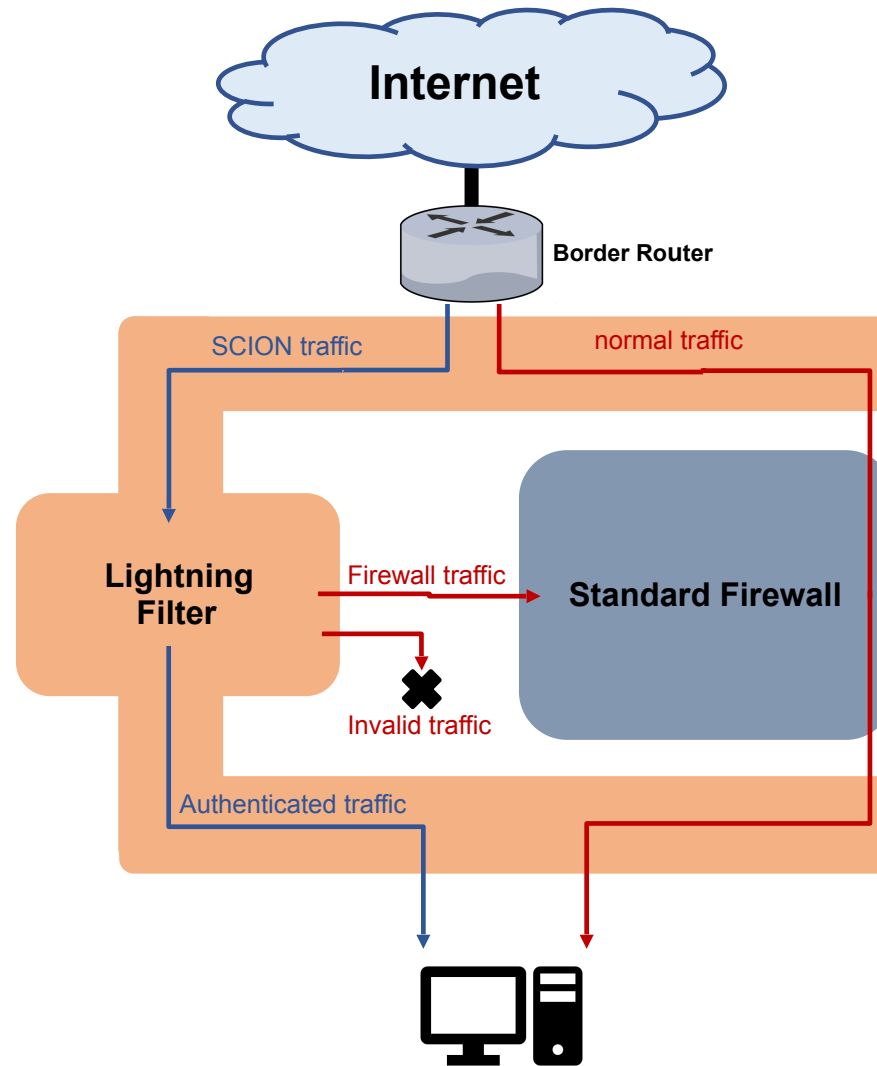 Internet
Border Router
SCION traffic
normal traffic
Lightning
Filter
Firewall traffic
Standard Firewall
Invalid traffic
Authenticated traffic